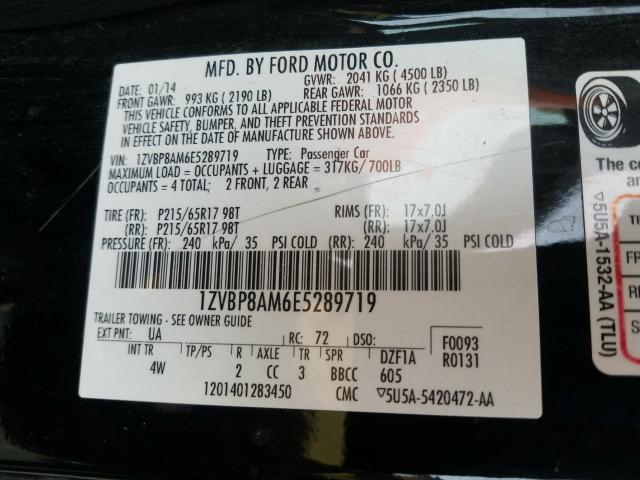 MFD. BY FORD MOTOR CO.
DATE: 01/14 GVWR: 2041 KG ( 4500 LB)
FRONT GAWR: 993 KG ( 2190 LB) REAR GAWR: 1066 KG ( 2350 LB)
THIS VEHICLE CONFORMS TO ALL APPLICABLE FEDERAL MOTOR
VEHICLE SAFETY, BUMPER, AND THEFT PREVENTION STANDARDS
IN EFFECT ON THE DATE OF MANUFACTURE SHOWN ABOVE.
VIN: 1ZVBP8AM6E5289719 TYPE: Passenger Car
MAXIMUM LOAD = OCCUPANTS + LUGGAGE = 317KG/ 700LB
OCCUPANTS = 4 TOTAL; 2 FRONT, 2 REAR
TIRE (FR): P215/65R17 98T RIMS (FR): 17x7.0J
(RR): P215/65R17 98T (RR): 17x7.0J
PRESSURE (FR): 240 kPa/ 35 PSI COLD (RR): 240 kPa/ 35 PSI COLD
1ZVBP8AM6E5289719
TRAILER TOWING - SEE OWNER GUIDE
EXT PNT: UA RC: 72 DSO: F0093
INT TR TP/PS R AXLE TR SPR DZF1A R0131
4W 2 CC 3 BBCC 605
1201401283450 CMC ▽5U5A-5420472-AA
The co
an
▽5U5A-1532-AA (TLU)
TI
FR
RE
S